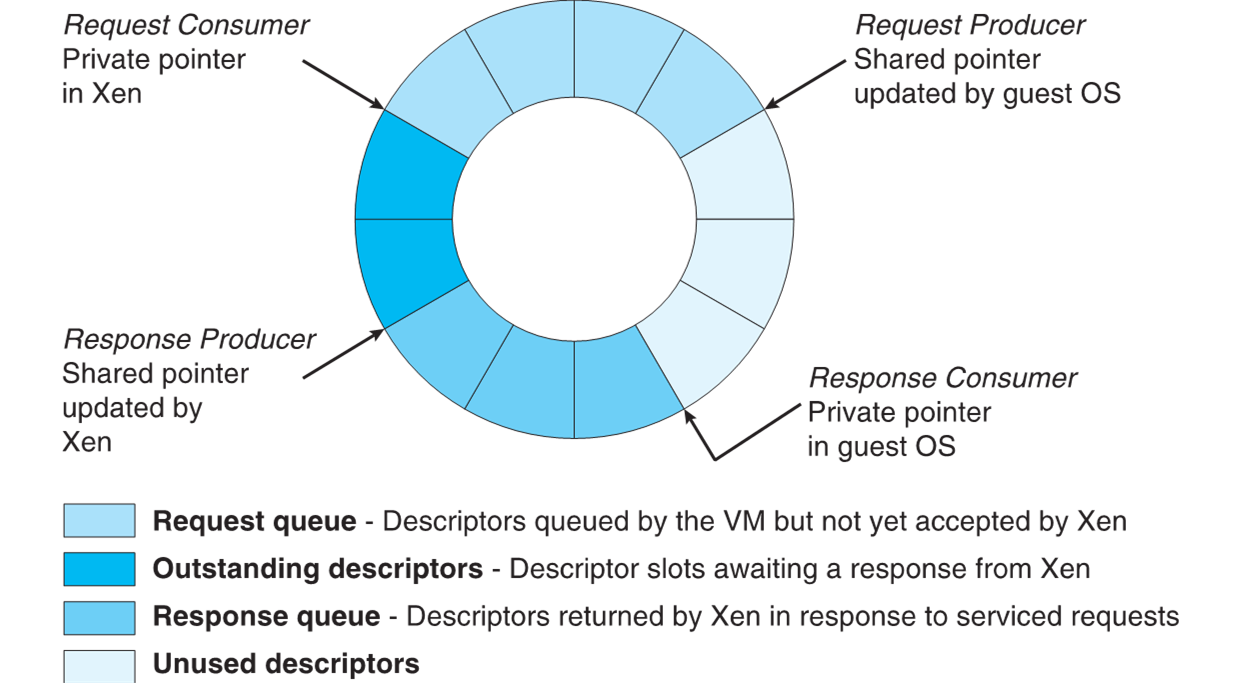 Request Consumer
Private pointer
in Xen
Request Producer
Shared pointer
updated by guest OS
Response Producer
Shared pointer
updated by
Xen
Response Consumer
Private pointer
in guest OS
Request queue - Descriptors queued by the VM but not yet accepted by Xen
Outstanding descriptors - Descriptor slots awaiting a response from Xen
Response queue - Descriptors returned by Xen in response to serviced requests
Unused descriptors